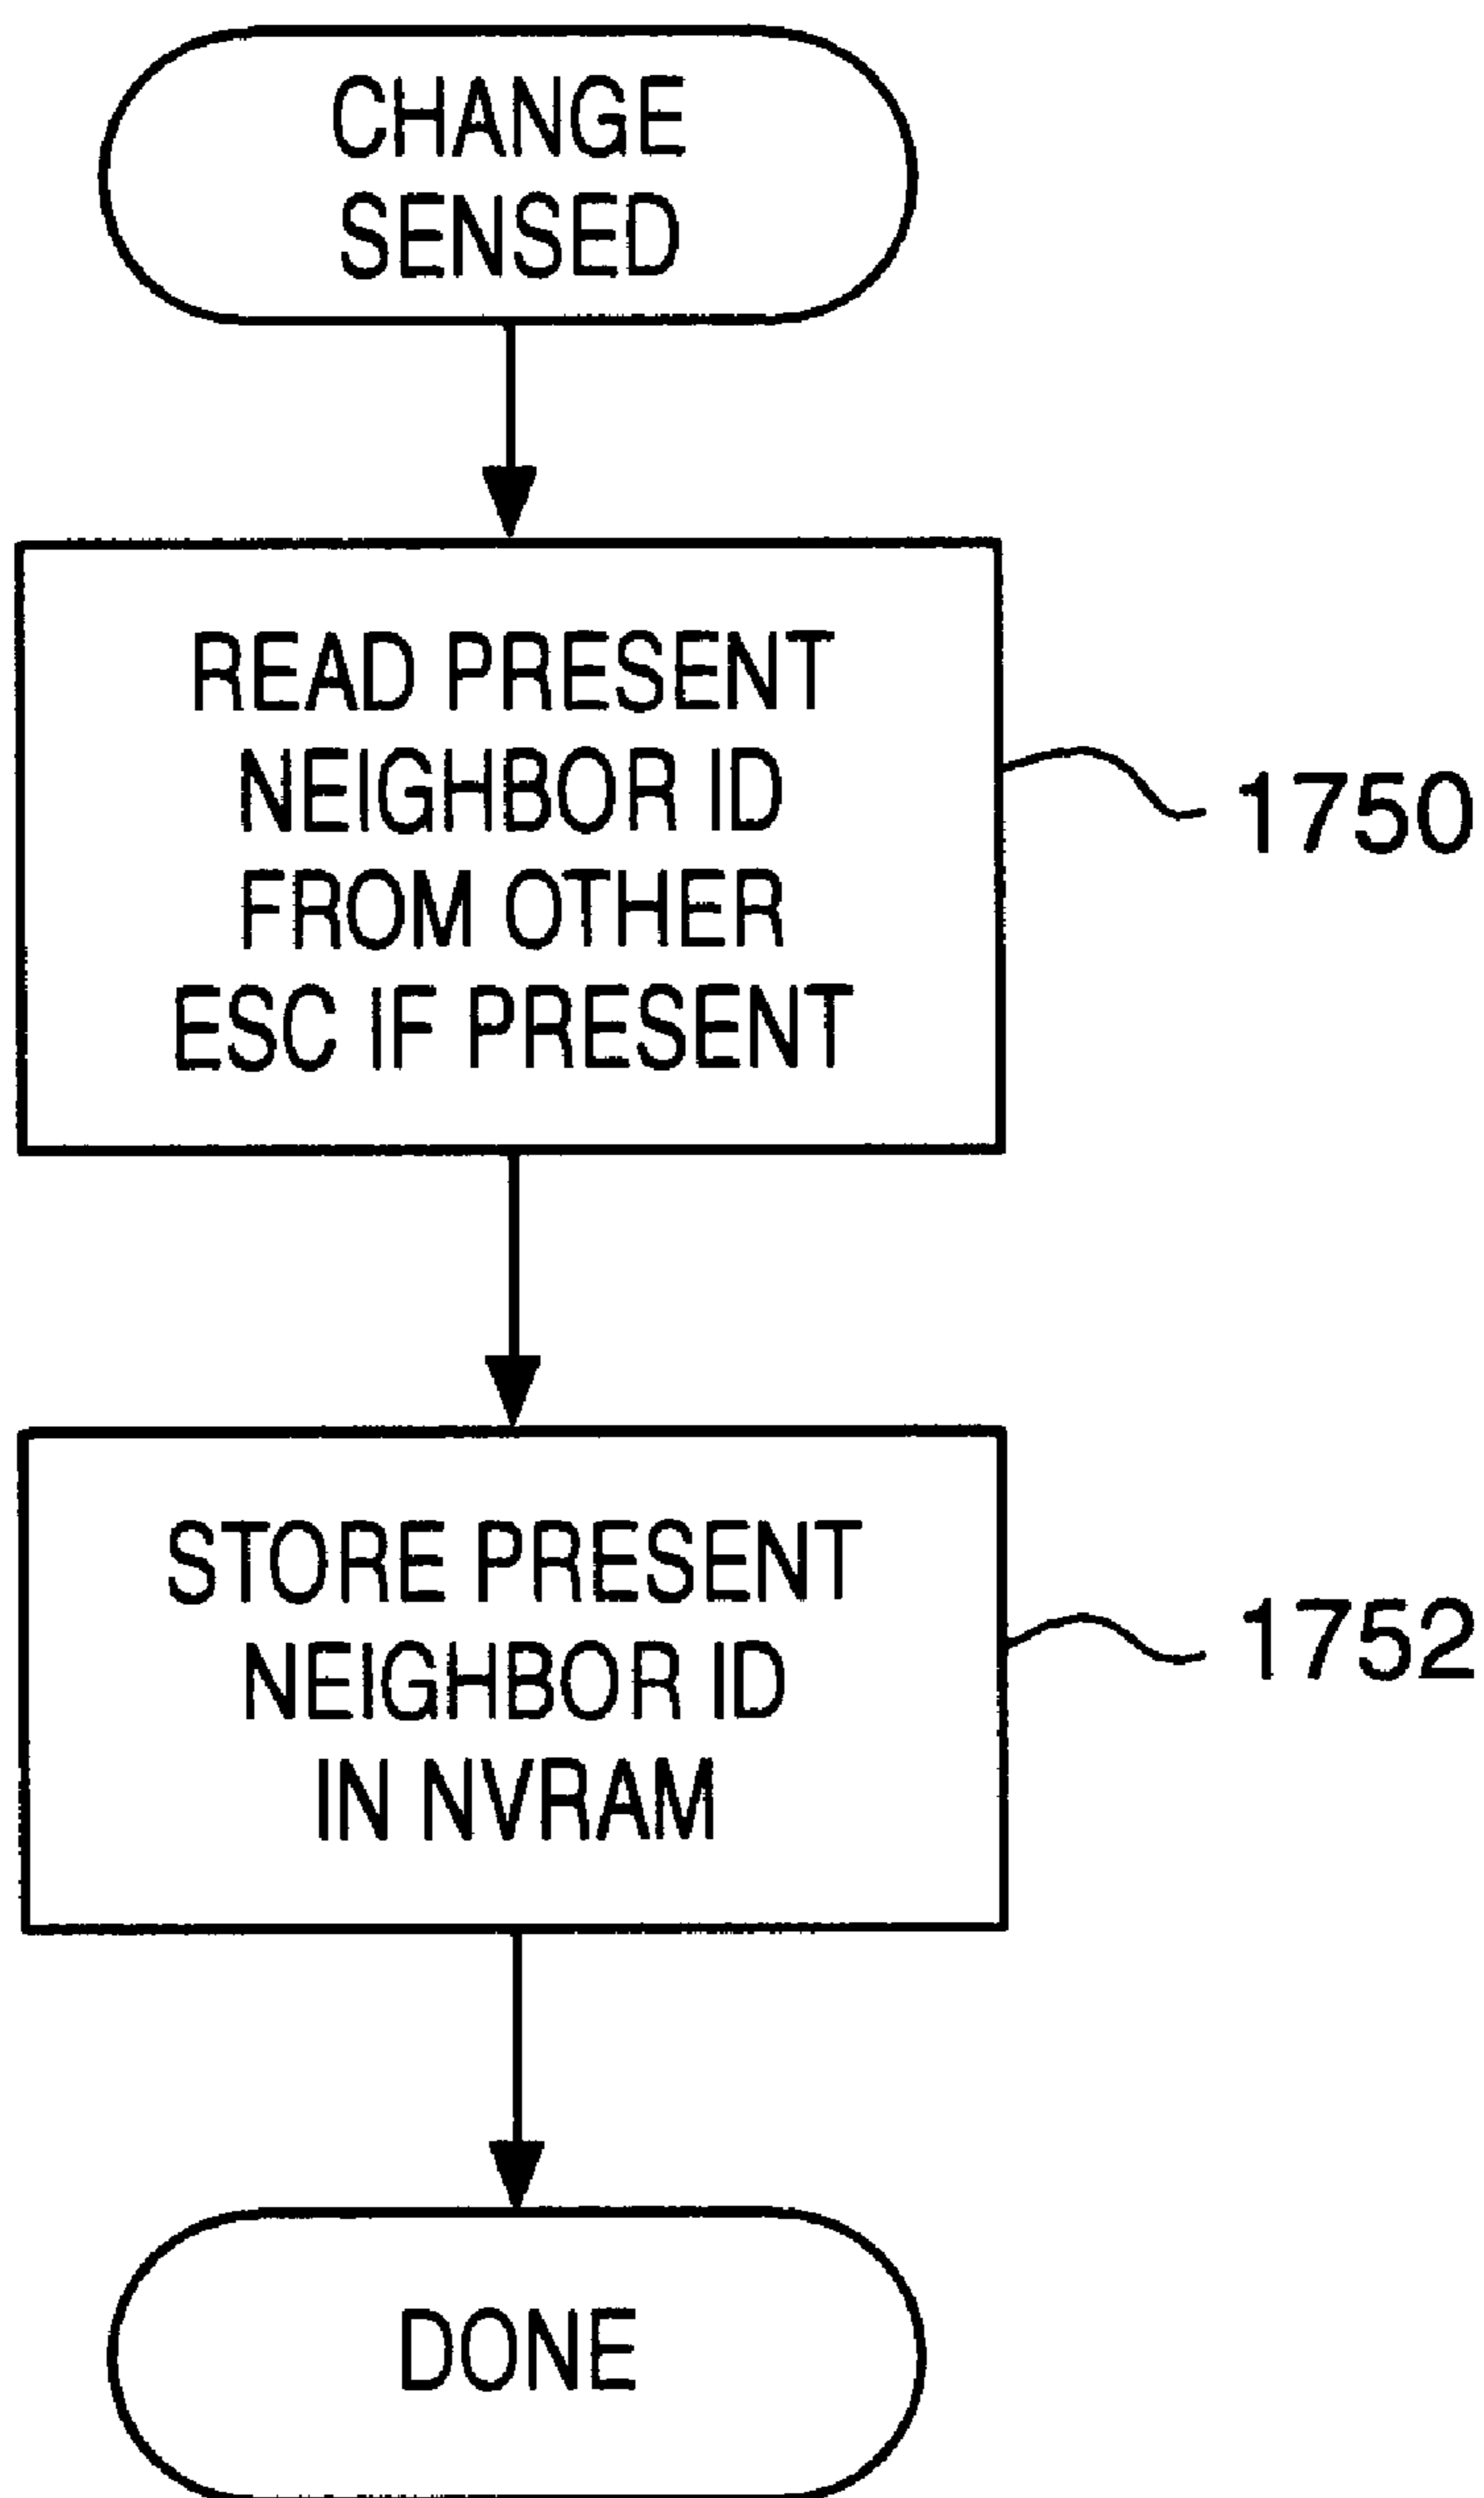 CHANGE
SENSED
READ PRESENT
NEIGHBOR ID
FROM OTHER
ESC IF PRESENT
1750
STORE PRESENT
NEIGHBOR ID
IN NVRAM
1752
DONE